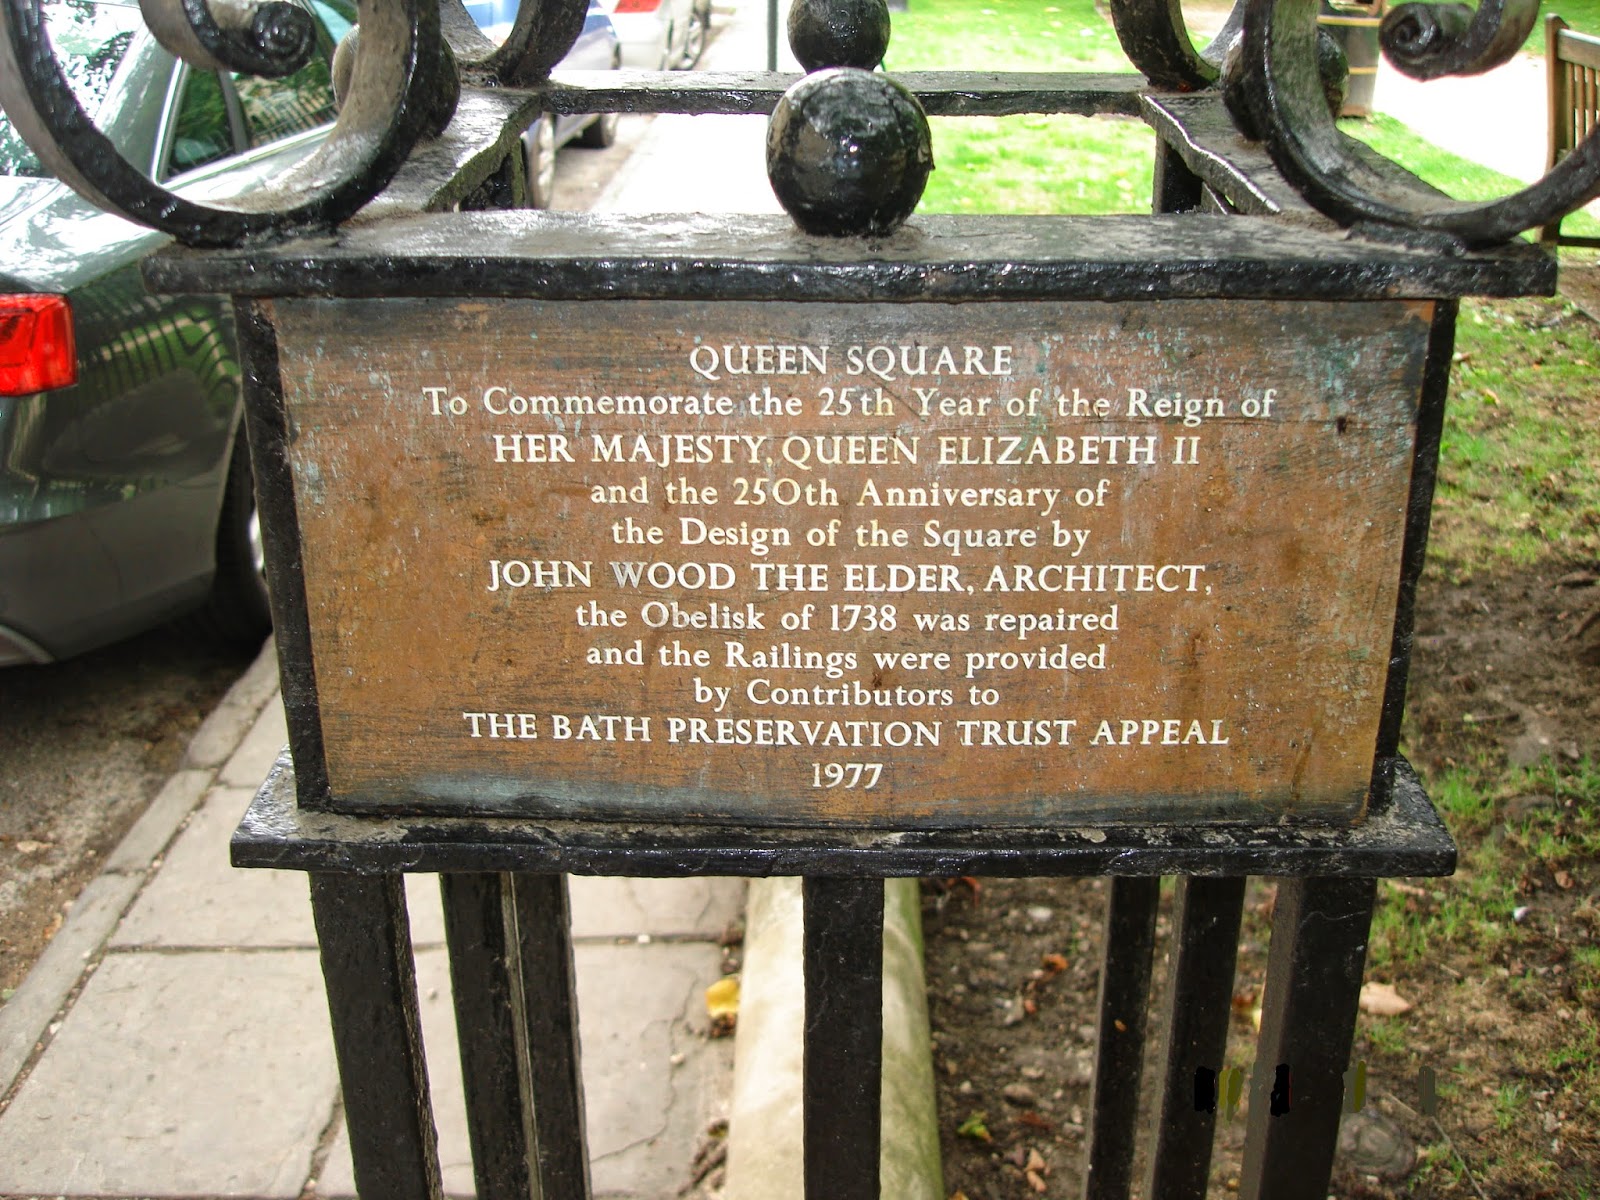 QUEEN SQUARE
To Commemorate the 25th Year of the Reign of
HER MAJESTY, QUEEN ELIZABETH II
and the 250th Anniversary of
the Design of the Square by
JOHN WOOD THE ELDER, ARCHITECT,
the Obelisk of 1738 was repaired
and the Railings were provided
by Contributors to
THE BATH PRESERVATION TRUST APPEAL
1977